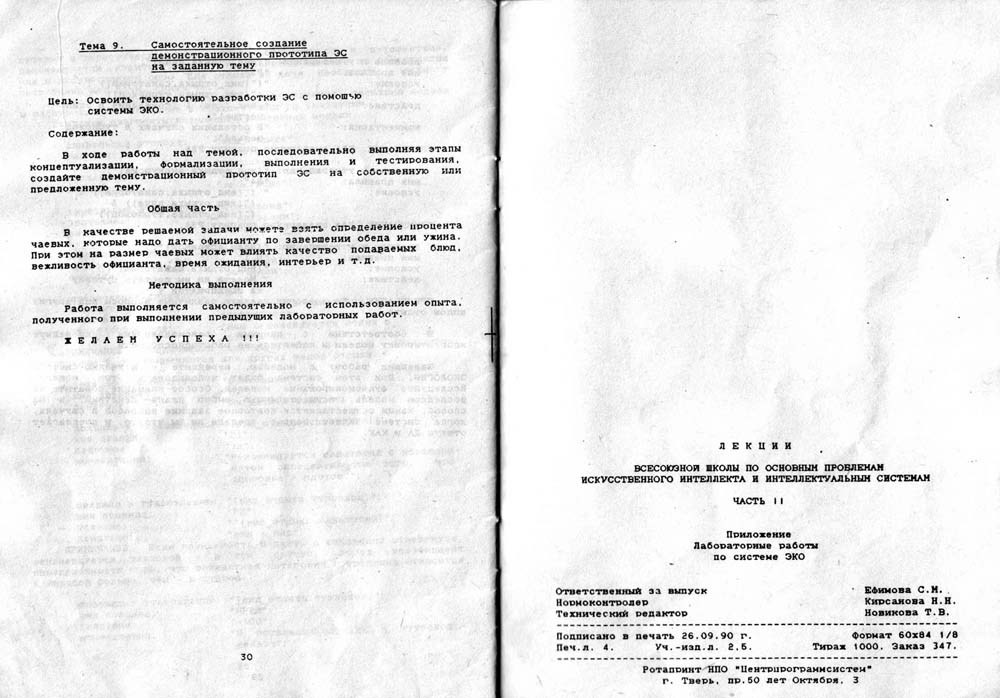 Тема 9. Самостоятельное создание
демонстрационного прототипа ЭС
на заданную тему
Цель: Освоить технологию разработки ЭС с помощью
системы ЭКО.
Содержание:
В ходе работы над темой, последовательно выполняя этапы
концептуализации, формализации, выполнения и тестирования,
создайте демонстрационный прототип ЭС на собственную или
предложенную тему.
Общая часть
В качестве решаемой задачи можете взять определение процента
чаевых, которые надо дать официанту по завершении обеда или ужина.
При этом на размер чаевых может влиять качество подаваемых блюд,
вежливость официанта, время ожидания, интерьер и т.д.
Методика выполнения
Работа выполняется самостоятельно с использованием опыта,
полученного при выполнении предыдущих лабораторных работ.
Ж Е Л А Е М У С П Е Х А !!!
30
Л Е К Ц И И
ВСЕСОЮЗНОЙ ШКОЛЫ ПО ОСНОВНЫМ ПРОБЛЕМАМ
ИСКУССТВЕННОГО ИНТЕЛЛЕКТА И ИНТЕЛЛЕКТУАЛЬНЫМ СИСТЕМАМ
ЧАСТЬ II
Приложение
Лабораторные работы
по системе ЭКО
Ответственный за выпуск Ефимова С.М.
Нормоконтролер Кирсанова Н.Н.
Технический редактор Новикова Т.В.
Подписано в печать 26.09.90 г. Формат 60х84 1/8
Печ.л. 4. Уч.-изд.л. 2,5. Тираж 1000. Заказ 347.
Ротапринт НПО "Центрпрограммсистем"
г. Тверь, пр.50 лет Октября, 3